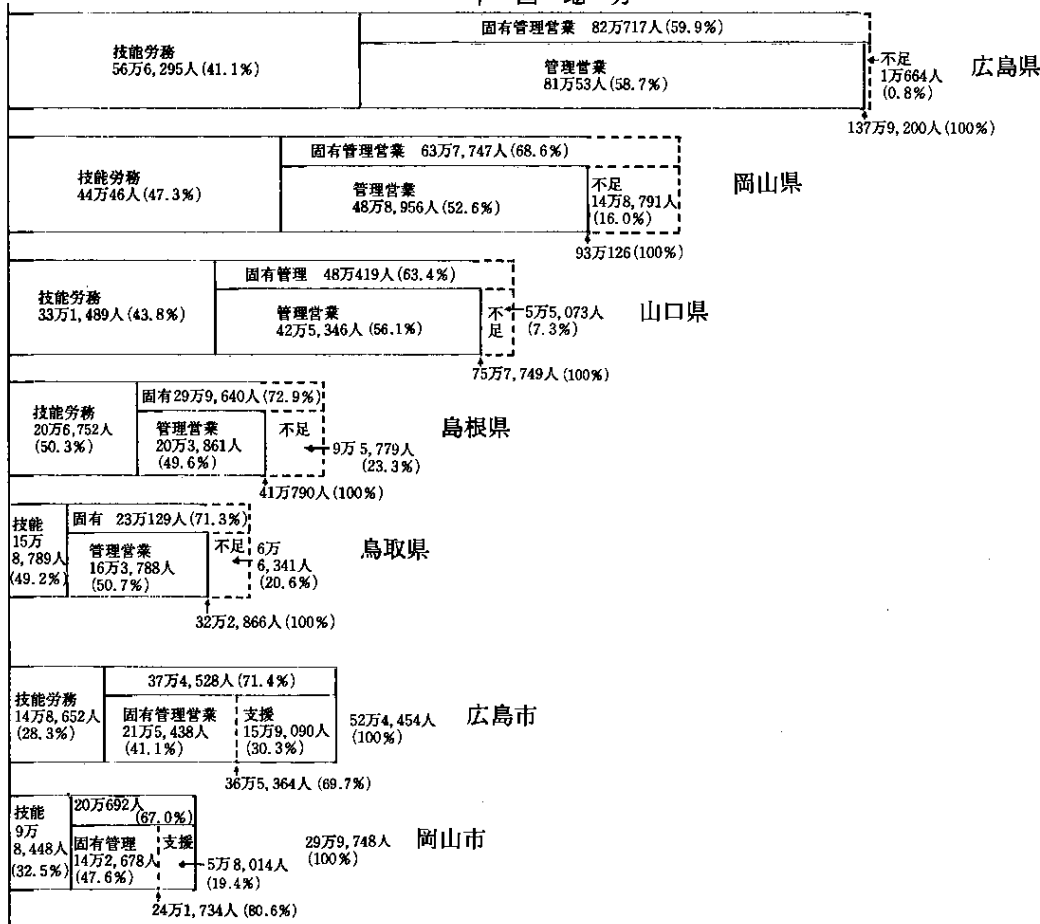 中国地方
固有管理営業 82万717人(59.9%)
技能労務
56万6,295人(41.1%)
管理営業
81万53人(58.7%)
不足
1万664人
(0.8%)
広島県
137万9,200人(100%)
固有管理営業 63万7,747人(68.6%)
技能労務
44万46人(47.3%)
管理営業
48万8,956人(52.6%)
不足
14万8,791人
(16.0%)
岡山県
93万126(100%)
固有管理 48万419人(63.4%)
技能労務
33万1,489人(43.8%)
管理営業
42万5,346人(56.1%)
不足
5万5,073人
(7.3%)
山口県
75万7,749人(100%)
固有29万9,640人(72.9%)
技能労務
20万6,752人
(50.3%)
管理営業
20万3,861人
(49.6%)
不足
9万5,779人
(23.3%)
島根県
41万790人(100%)
固有 23万129人(71.3%)
技能
15万
8,789人
(49.2%)
管理営業
16万3,788人
(50.7%)
不足
6万
6,341人
(20.6%)
鳥取県
32万2,866人(100%)
37万4,528人(71.4%)
技能労務
14万8,652人
(28.3%)
固有管理営業
21万5,438人
(41.1%)
支援
15万9,090人
(30.3%)
52万4,454人
(100%)
広島市
36万5,364人(69.7%)
20万692人
(67.0%)
技能
9万
8,448人
(32.5%)
固有管理
14万2,678人
(47.6%)
支援
5万8,014人
(19.4%)
29万9,748人
(100%)
岡山市
24万1,734人(80.6%)